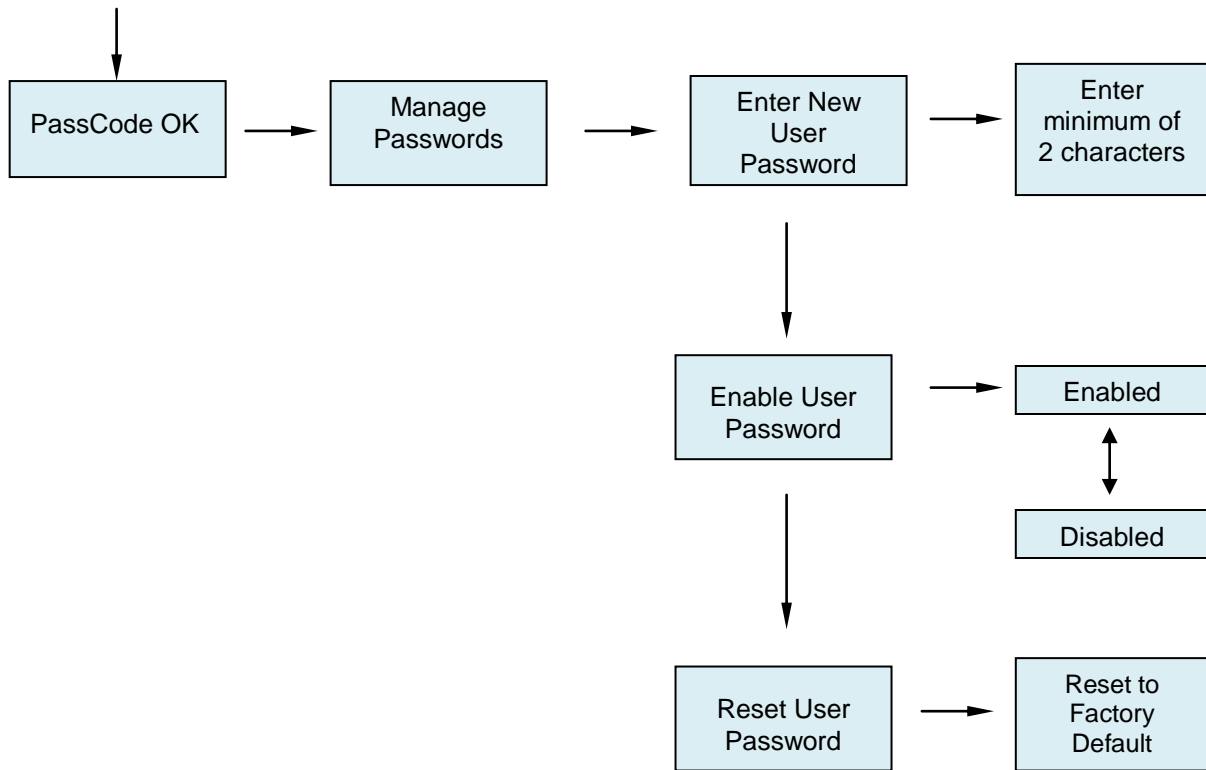 PassCode OK
Manage
Passwords
Enter New
User
Password
Enter
minimum of
2 characters
Enable User
Password
Enabled
Disabled
Reset User
Password
Reset to
Factory
Default